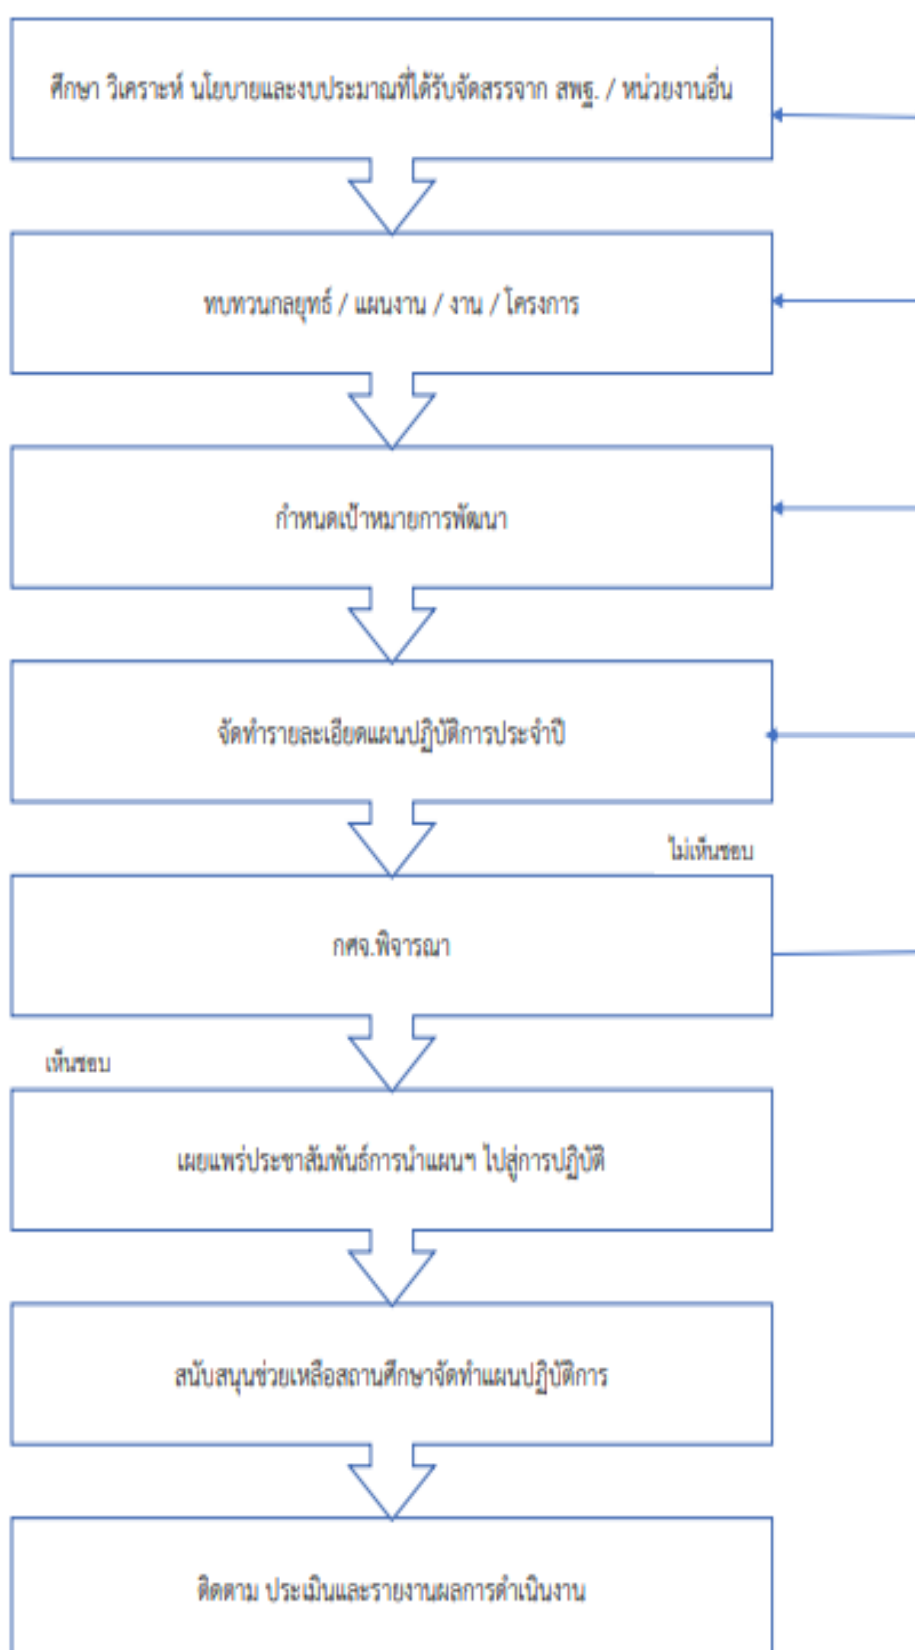 ศึกษา วิเคราะห์ นโยบายและงบประมาณที่ได้รับจัดสรรจาก สพฐ. / หน่วยงานอื่น
ทบทวนกลยุทธ์ / แผนงาน / งาน / โครงการ
กำหนดเป้าหมายการพัฒนา
จัดทำรายละเอียดแผนปฏิบัติการประจำปี
ไม่เห็นชอบ
กศจ.พิจารณา
เห็นชอบ
เผยแพร่ประชาสัมพันธ์การนำแผนฯ ไปสู่การปฏิบัติ
สนับสนุนช่วยเหลือสถานศึกษาจัดทำแผนปฏิบัติการ
ติดตาม ประเมินและรายงานผลการดำเนินงาน